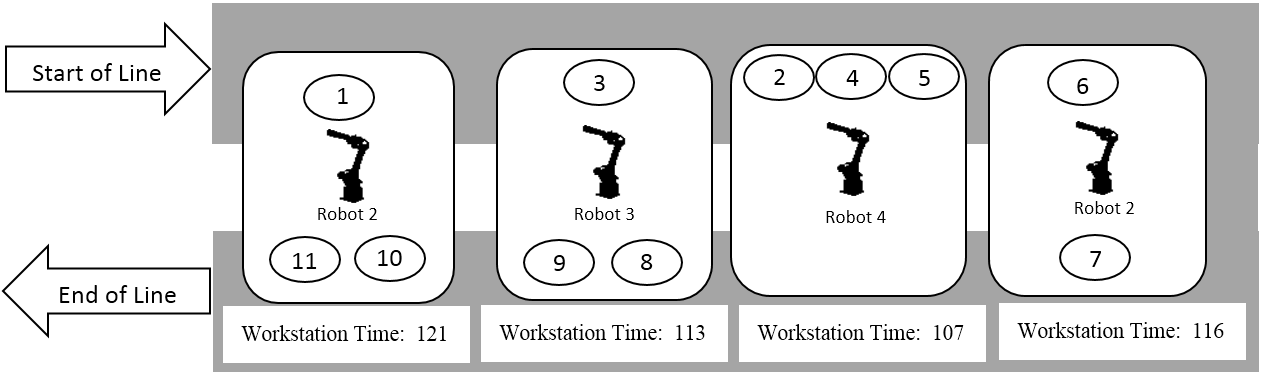 Start of Line
1
Robot 2
11 10
3
Robot 3
9 8
2 4 5
Robot 4
6
Robot 2
7
End of Line
Workstation Time: 121
Workstation Time: 113
Workstation Time: 107
Workstation Time: 116